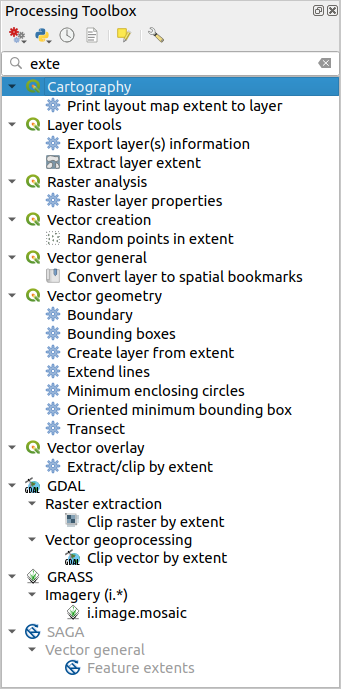 Processing Toolbox
exte
Cartography
Print layout map extent to layer
Layer tools
Export layer(s) information
Extract layer extent
Raster analysis
Raster layer properties
Vector creation
Random points in extent
Vector general
Convert layer to spatial bookmarks
Vector geometry
Boundary
Bounding boxes
Create layer from extent
Extend lines
Minimum enclosing circles
Oriented minimum bounding box
Transect
Vector overlay
Extract/clip by extent
GDAL
Raster extraction
Clip raster by extent
Vector geoprocessing
Clip vector by extent
GRASS
Imagery (i.*)
i.image.mosaic
SAGA
Vector general
Feature extents